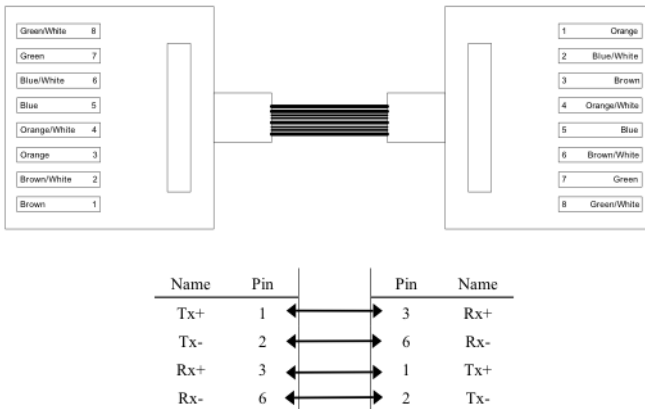 Green/White 8
Green 7
Blue/White 6
Blue 5
Orange/White 4
Orange 3
Brown/White 2
Brown 1
1 Orange
2 Blue/White
3 Brown
4 Orange/White
5 Blue
6 Brown/White
7 Green
8 Green/White
Name Pin Pin Name
Tx+ 1 3 Rx+
Tx- 2 6 Rx-
Rx+ 3 1 Tx+
Rx- 6 2 Tx-